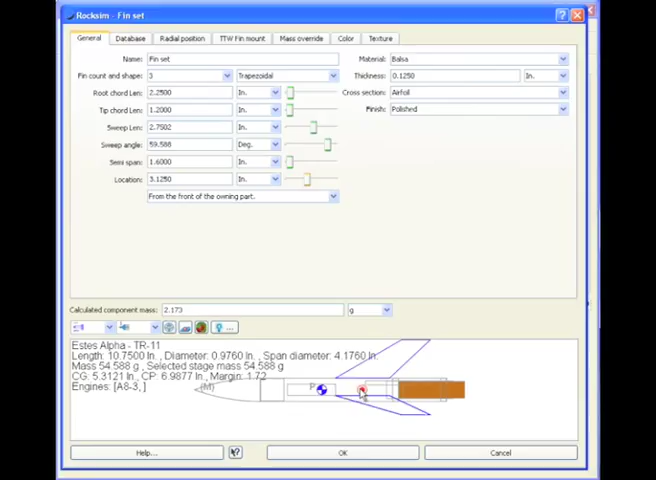 Rocksim - Fin set
General Database Radial position TTW Fin mount Mass override Color Texture
Name: Fin set Material: Balsa
Fin count and shape: 3 Trapezoidal Thickness: 0.1250 In.
Root chord Len: 2.2500 In. Cross section: Airfoil
Tip chord Len: 1.2000 In. Finish: Polished
Sweep Len: 2.7502 In.
Sweep angle: 59.588 Deg.
Semi span: 1.6000 In.
Location: 3.1250 In.
From the front of the owning part.
Calculated component mass: 2.173 g
...
Estes Alpha - TR-11
Length: 10.7500 In. , Diameter: 0.9760 In. , Span diameter: 4.1760 In.
Mass 54.588 g , Selected stage mass 54.588 g
CG: 5.3121 In., CP: 6.9877 In., Margin: 1.72
Engines: [A8-3, ]
(M) P
Help... OK Cancel